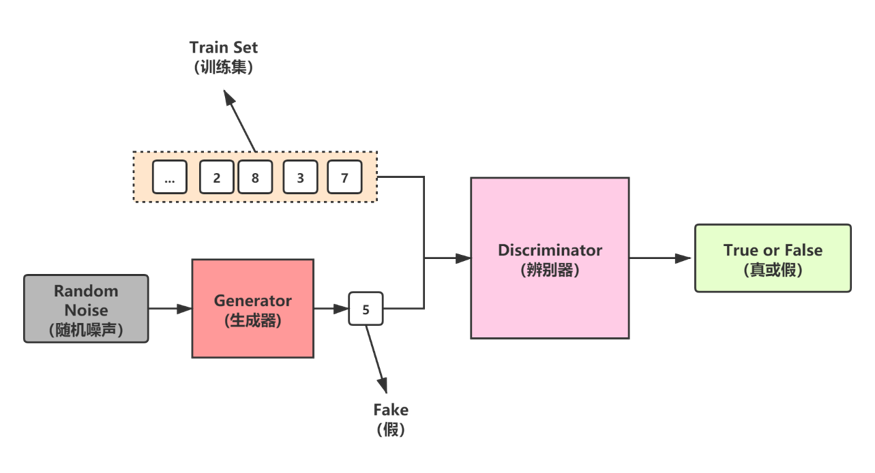 Train Set
（训练集）
...
2
8
3
7
Random
Noise
（随机噪声）
Generator
(生成器)
5
Fake
（假）
Discriminator
（辨别器）
True or False
（真或假）